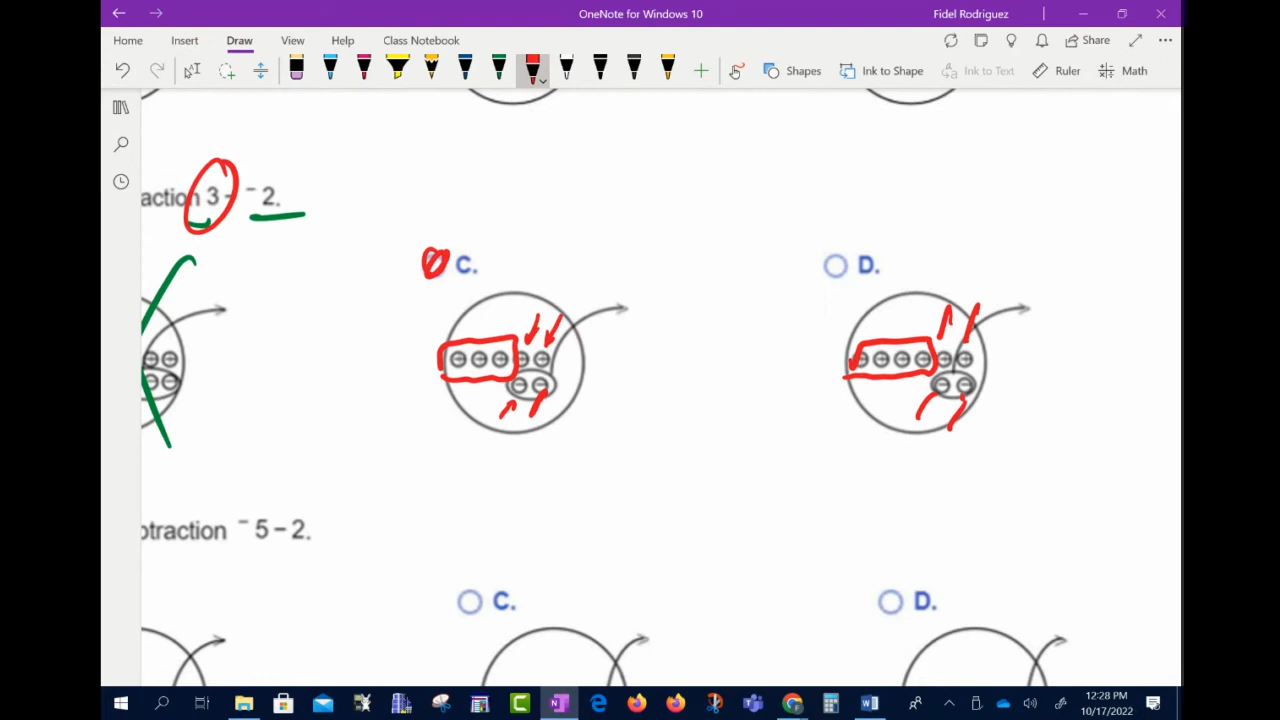 OneNote for Windows 10
Fidel Rodriguez
Home Insert Draw View Help Class Notebook
Share
Shapes Ink to Shape Ink to Text Ruler Math
action 3 - ⁻2.
C. D.
otraction ⁻5 – 2.
C. D.
12:28 PM
10/17/2022